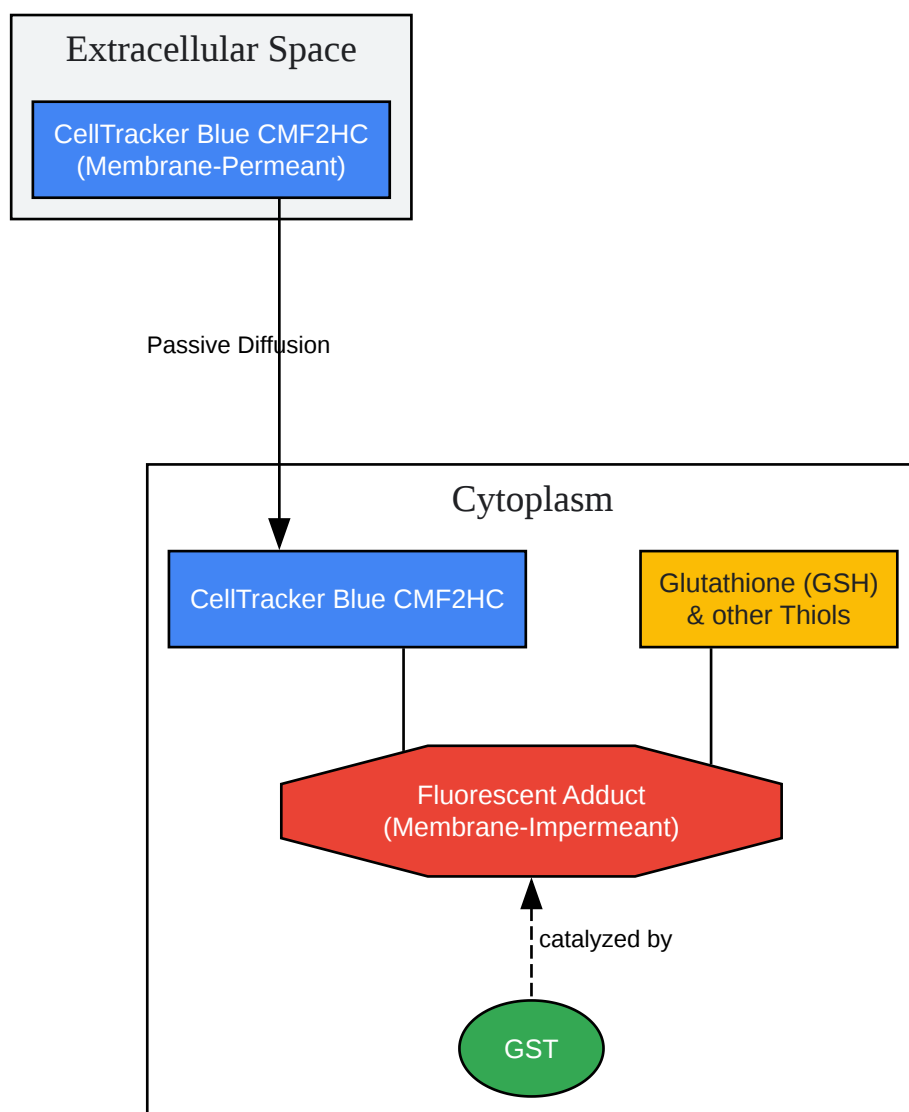 Extracellular Space
CellTracker Blue CMF2HC
(Membrane-Permeant)
Passive Diffusion
Cytoplasm
CellTracker Blue CMF2HC
Glutathione (GSH)
& other Thiols
Fluorescent Adduct
(Membrane-Impermeant)
catalyzed by
GST